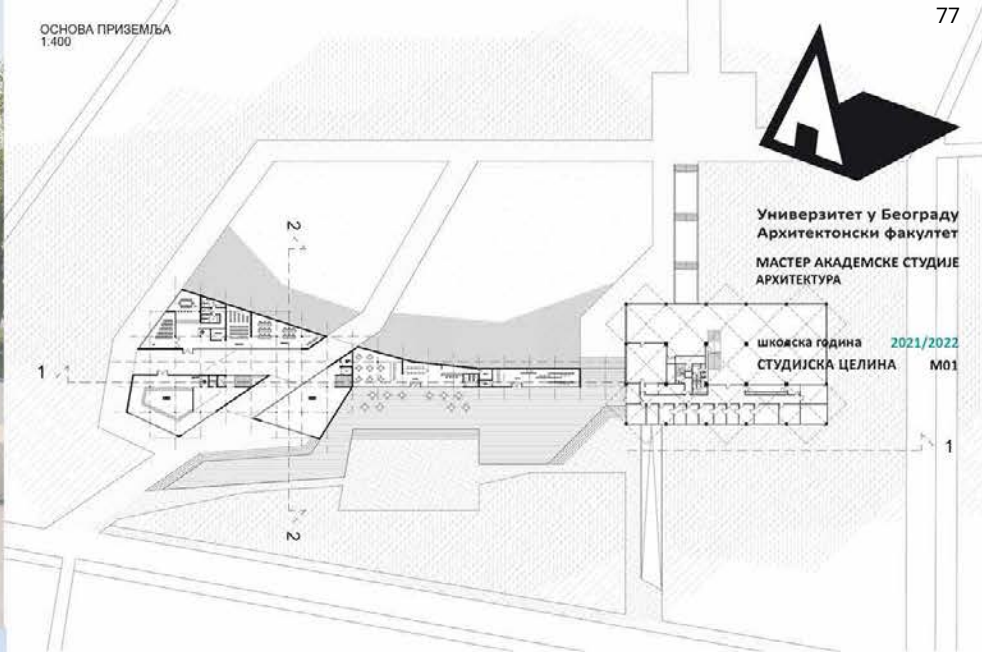 77
ОСНОВА ПРИЗЕМЉА
1:400
Универзитет у Београду
Архитектонски факултет
МАСТЕР АКАДЕМСКЕ СТУДИЈЕ
АРХИТЕКТУРА
школска година 2021/2022
СТУДИЈСКА ЦЕЛИНА М01
2
1
1
2